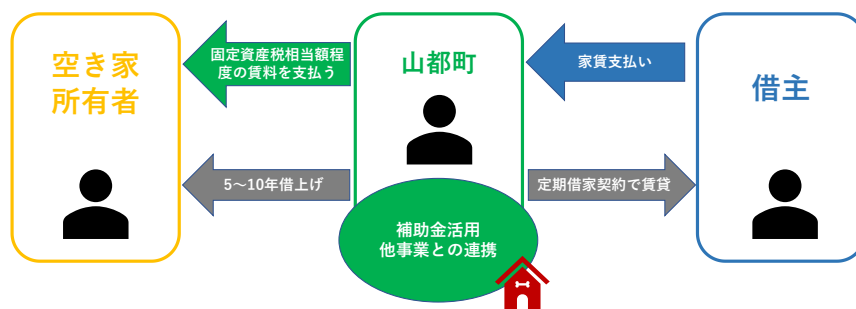 空き家
所有者
固定資産税相当額程
度の賃料を支払う
5～10年借上げ
山都町
補助金活用
他事業との連携
家賃支払い
定期借家契約で賃貸
借主